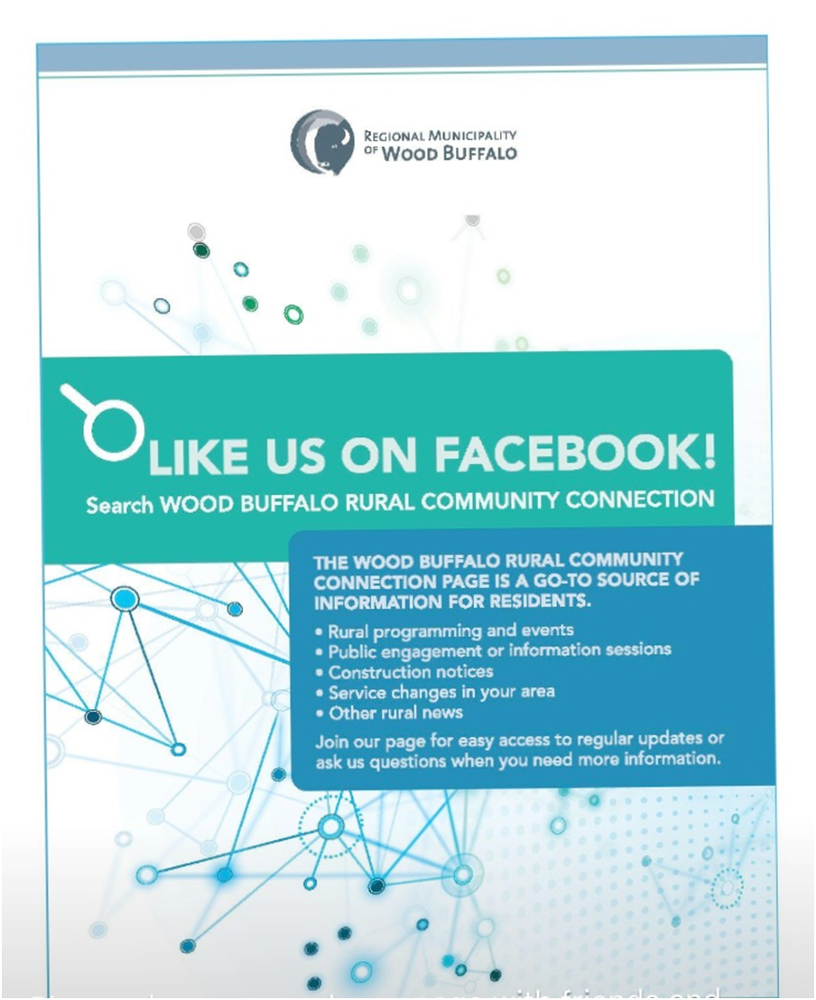 REGIONAL MUNICIPALITY
OF WOOD BUFFALO
LIKE US ON FACEBOOK!
Search WOOD BUFFALO RURAL COMMUNITY CONNECTION
THE WOOD BUFFALO RURAL COMMUNITY
CONNECTION PAGE IS A GO-TO SOURCE OF
INFORMATION FOR RESIDENTS.
• Rural programming and events
• Public engagement or information sessions
• Construction notices
• Service changes in your area
• Other rural news
Join our page for easy access to regular updates or
ask us questions when you need more information.
with friends and